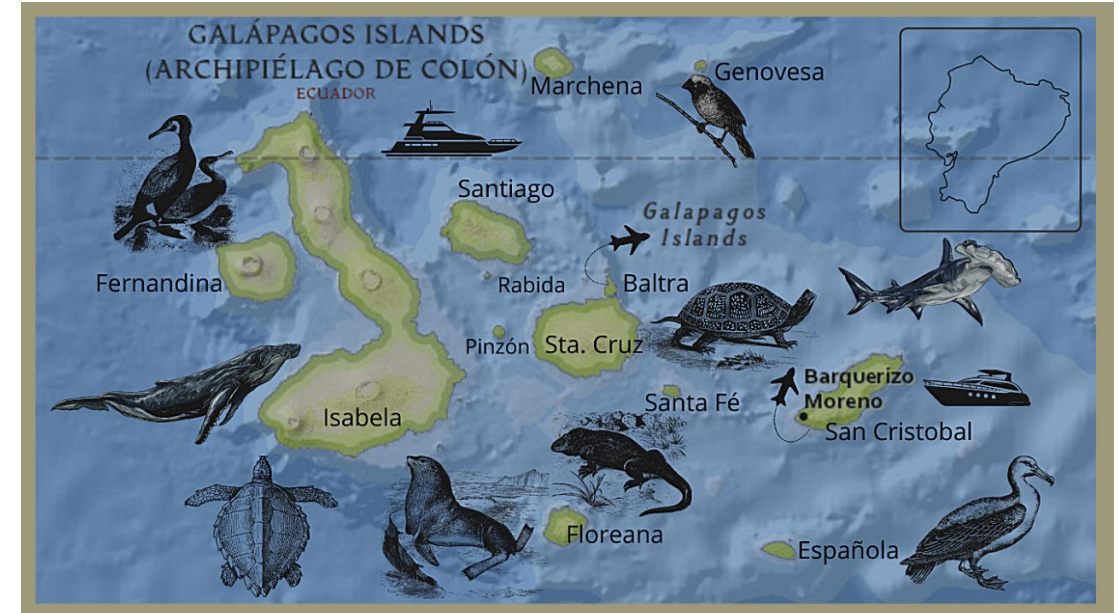 GALÁPAGOS ISLANDS
(ARCHIPIÉLAGO DE COLÓN)
ECUADOR
Marchena
Genovesa
Santiago
Galapagos
Islands
Fernandina
Rabida
Baltra
Pinzón
Sta. Cruz
Isabela
Santa Fé
Barquerizo
Moreno
San Cristobal
Floreana
Española